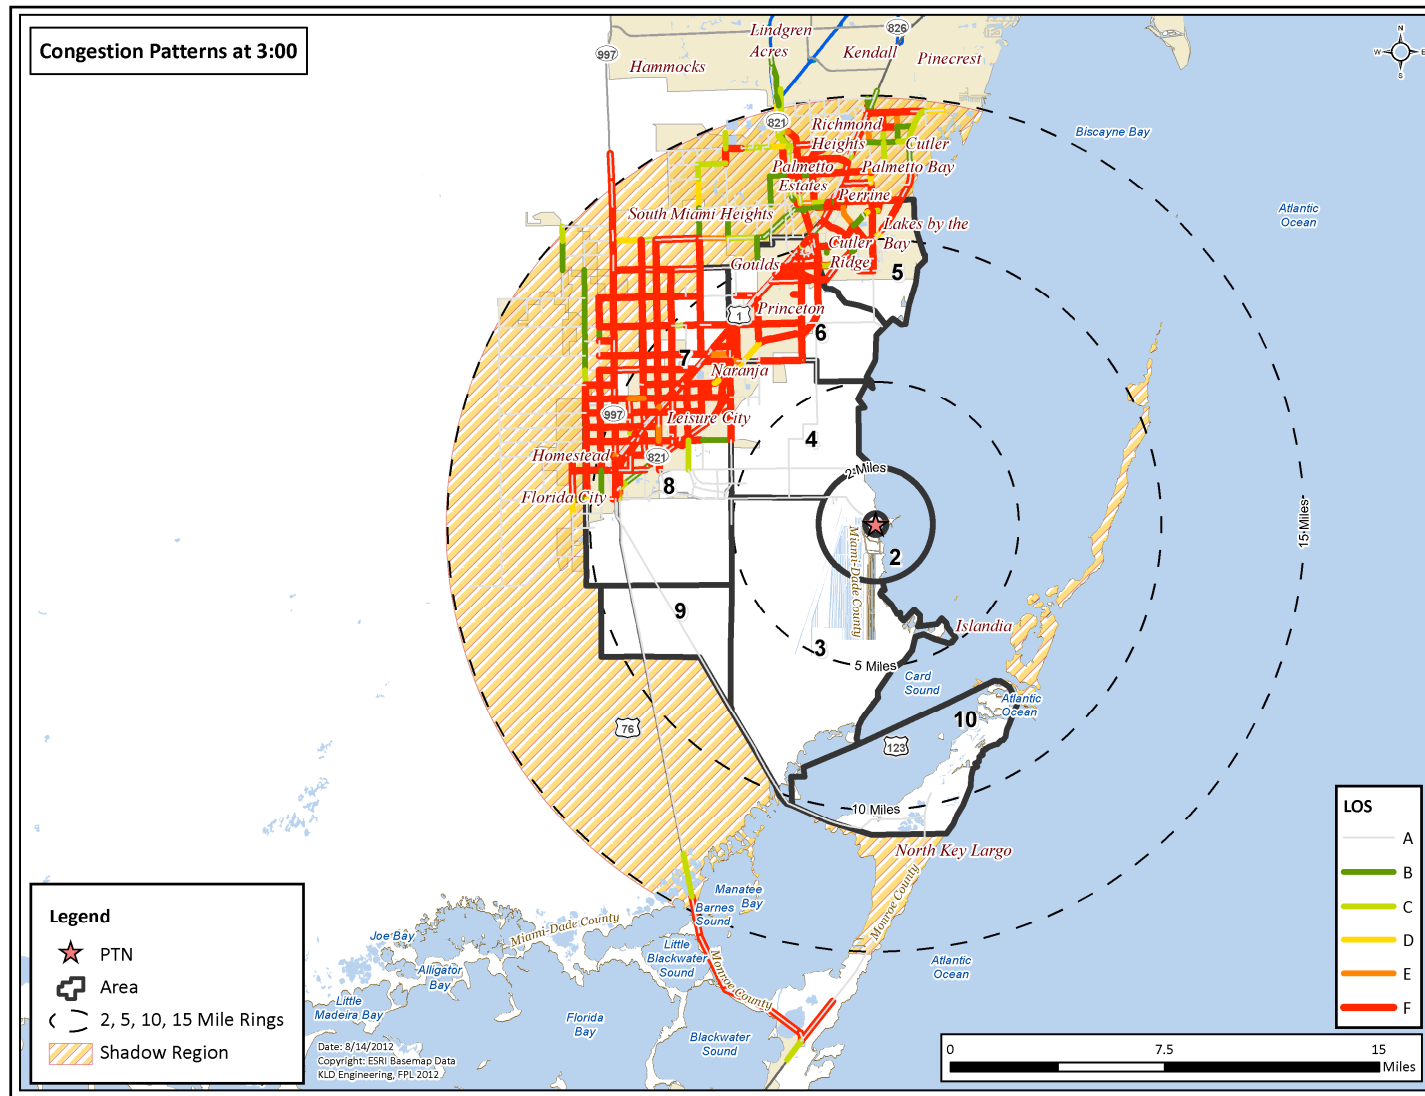 Congestion Patterns at 3:00
997
Hammocks
Lindgren
Acres
826
Kendall
Pinecrest
N
W
E
S
821
Richmond
Heights
Cutler
Palmetto
Estates
Palmetto Bay
Perrine
Biscayne Bay
Atlantic
Ocean
South Miami Heights
Lakes by the
Bay
Cutler
Ridge
Goulds
5
1
Princeton
6
7
Naranja
997
Leisure City
4
Homestead
821
2 Miles
8
Florida City
15 Miles
2
Miami-Dade County
9
Islandia
3
5 Miles
Card
Sound
Atlantic
Ocean
10
76
123
10 Miles
North Key Largo
Manatee
Bay
Barnes
Sound
Monroe County
Joe Bay
Miami-Dade County
Little
Blackwater
Sound
Alligator
Bay
Monroe County
Atlantic
Ocean
Little
Madeira Bay
Florida
Bay
Blackwater
Sound
Legend
PTN
Area
2, 5, 10, 15 Mile Rings
Shadow Region
Date: 8/14/2012
Copyright: ESRI Basemap Data
KLD Engineering, FPL 2012
LOS
A
B
C
D
E
F
0
7.5
15
Miles